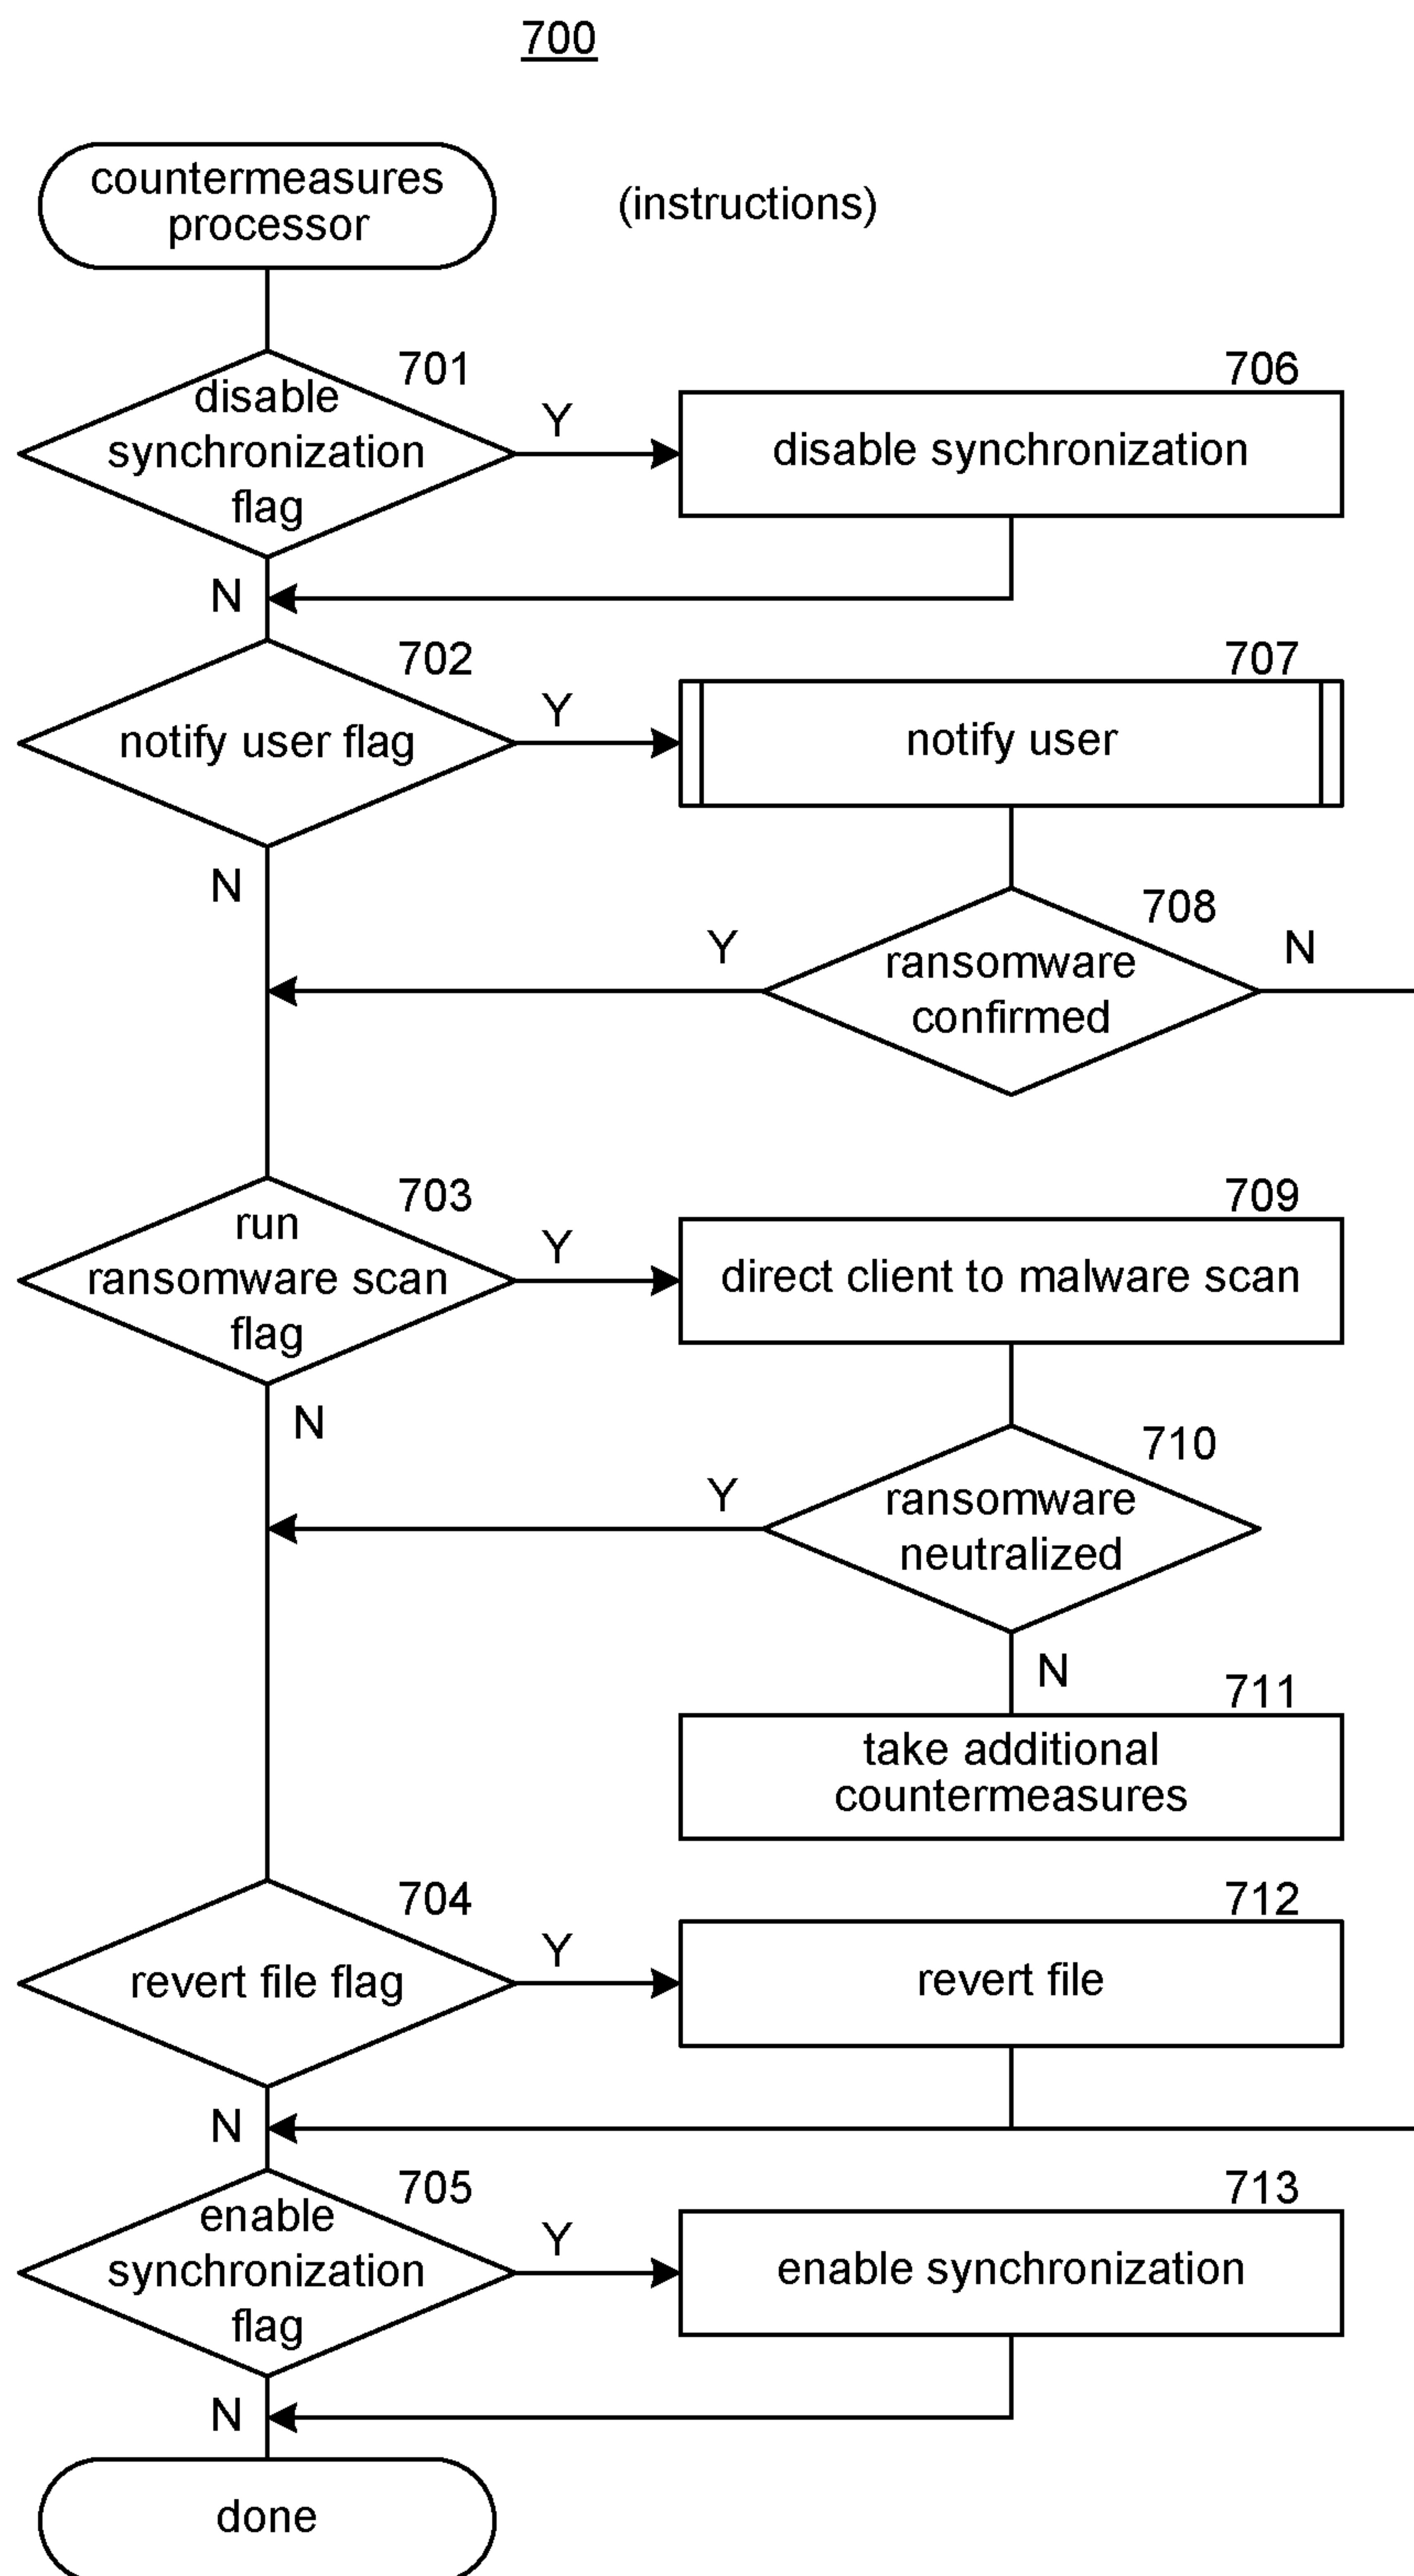 700
countermeasures
processor
(instructions)
701
disable
synchronization
flag
Y
706
disable synchronization
N
702
notify user flag
Y
707
notify user
N
708
Y
ransomware
confirmed
N
703
run
ransomware scan
flag
Y
709
direct client to malware scan
N
710
Y
ransomware
neutralized
N
711
take additional
countermeasures
704
revert file flag
Y
712
revert file
N
705
enable
synchronization
flag
Y
713
enable synchronization
N
done